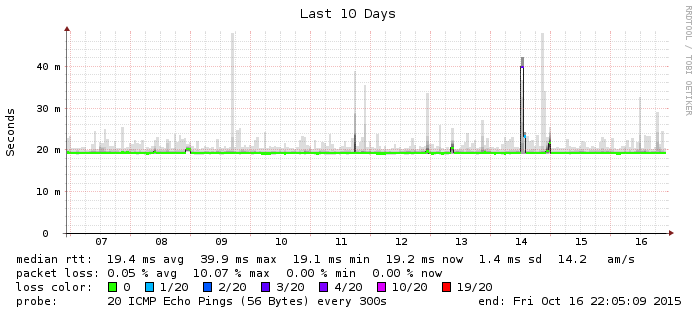 Last 10 Days
RRDTOOL / TOBI OETIKER
Seconds
40 m
30 m
20 m
10 m
0
07 08 09 10 11 12 13 14 15 16
median rtt: 19.4 ms avg 39.9 ms max 19.1 ms min 19.2 ms now 1.4 ms sd 14.2 am/s
packet loss: 0.05 % avg 10.07 % max 0.00 % min 0.00 % now
loss color: 0 1/20 2/20 3/20 4/20 10/20 19/20
probe: 20 ICMP Echo Pings (56 Bytes) every 300s end: Fri Oct 16 22:05:09 2015